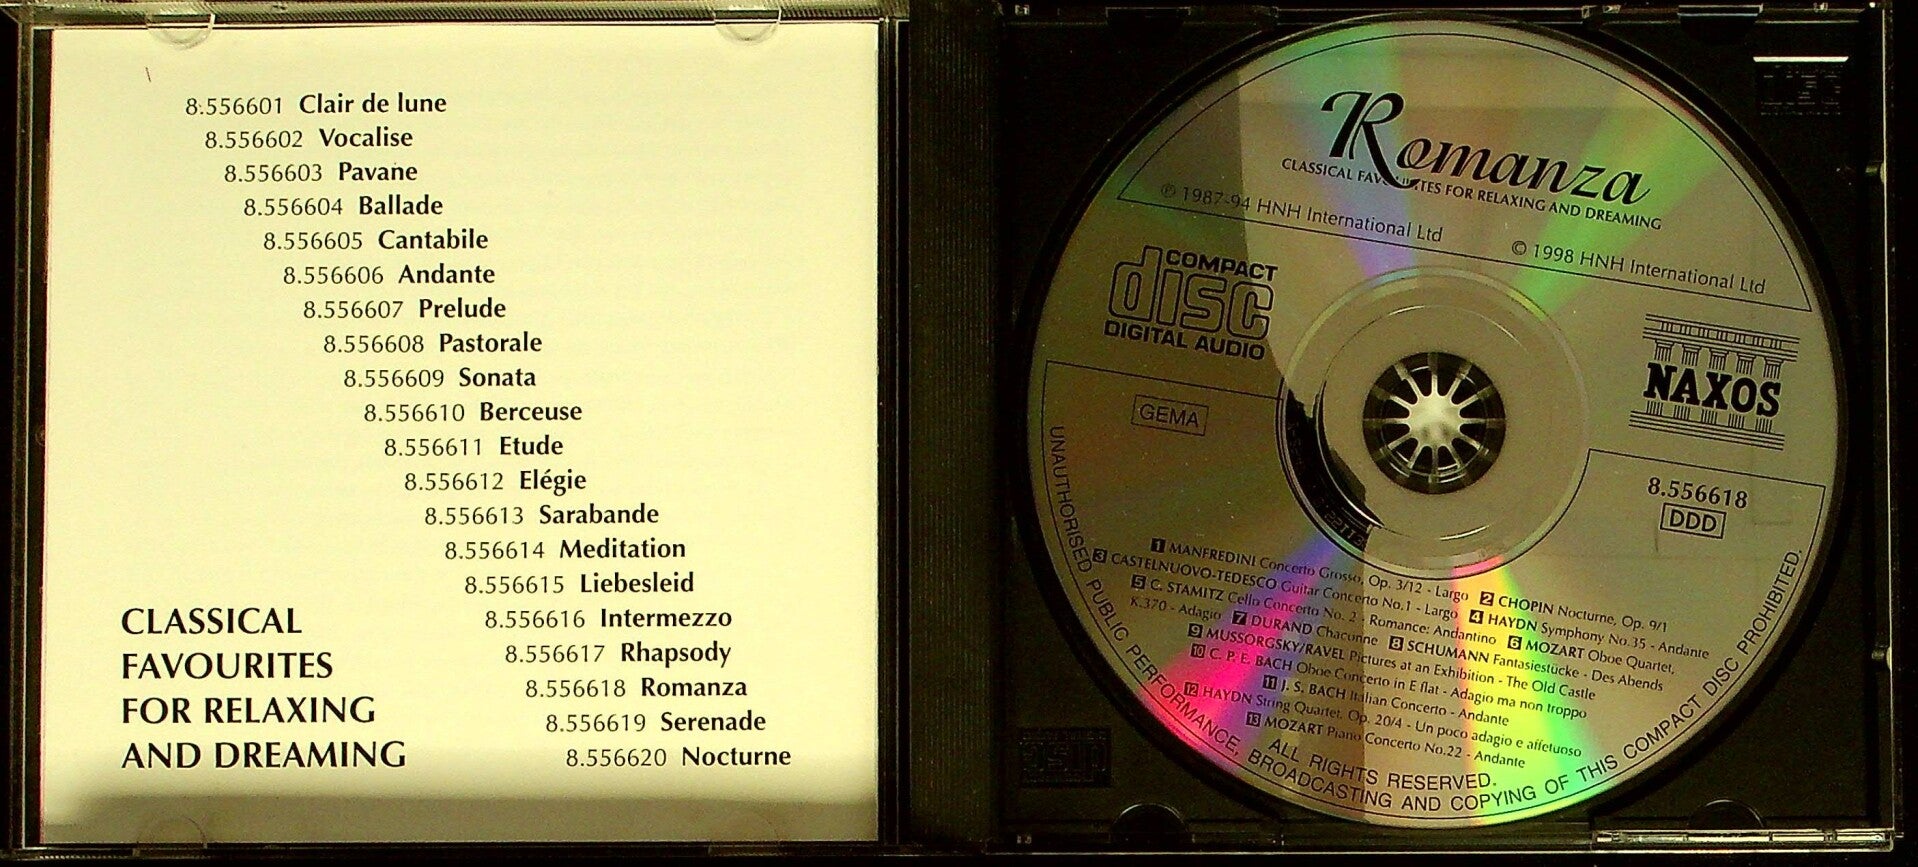 8.556601 Clair de lune
8.556602 Vocalise
8.556603 Pavane
8.556604 Ballade
8.556605 Cantabile
8.556606 Andante
8.556607 Prelude
8.556608 Pastorale
8.556609 Sonata
8.556610 Berceuse
8.556611 Etude
8.556612 Elégie
8.556613 Sarabande
8.556614 Meditation
8.556615 Liebesleid
8.556616 Intermezzo
8.556617 Rhapsody
8.556618 Romanza
8.556619 Serenade
8.556620 Nocturne
CLASSICAL
FAVOURITES
FOR RELAXING
AND DREAMING
Romanza
CLASSICAL FAVOURITES FOR RELAXING AND DREAMING
℗ 1987-94 HNH International Ltd
© 1998 HNH International Ltd
COMPACT
disc
DIGITAL AUDIO
NAXOS
GEMA
8.556618
DDD
1 MANFREDINI Concerto Grosso, Op. 3/12 - Largo 2 CHOPIN Nocturne, Op. 9/1
3 CASTELNUOVO-TEDESCO Guitar Concerto No.1 - Largo 4 HAYDN Symphony No.35 - Andante
5 C. STAMITZ Cello Concerto No. 2 - Romance: Andantino 6 MOZART Oboe Quartet,
K.370 - Adagio 7 DURAND Chaconne 8 SCHUMANN Fantasiestücke - Des Abends
9 MUSSORGSKY/RAVEL Pictures at an Exhibition - The Old Castle
10 C. P. E. BACH Oboe Concerto in E flat - Adagio ma non troppo
11 J. S. BACH Italian Concerto - Andante
12 HAYDN String Quartet, Op. 20/4 - Un poco adagio e affetuoso
13 MOZART Piano Concerto No.22 - Andante
ALL RIGHTS RESERVED.
UNAUTHORISED PUBLIC PERFORMANCE, BROADCASTING AND COPYING OF THIS COMPACT DISC PROHIBITED.